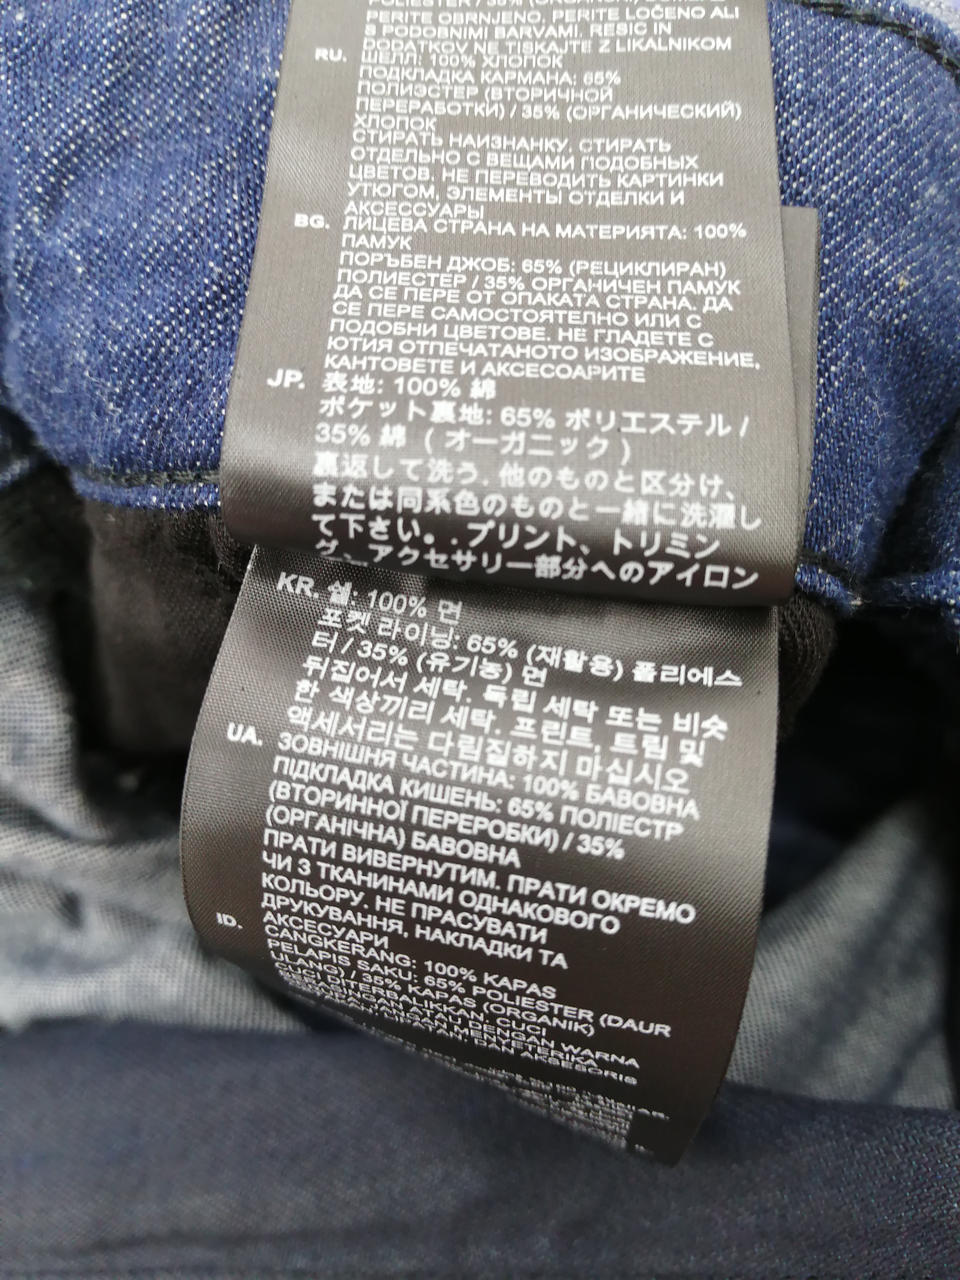 POLIESTER / 35% (ORGANSKI)
PERITE OBRNJENO. PERITE LOČENO ALI
S PODOBNIMI BARVAMI. RESIC IN
DODATKOV NE TISKAJTE Z LIKALNIKOM
RU. ШЕЛЛ: 100% ХЛОПОК
ПОДКЛАДКА КАРМАНА: 65%
ПОЛИЭСТЕР (ВТОРИЧНОЙ
ПЕРЕРАБОТКИ) / 35% (ОРГАНИЧЕСКИЙ)
ХЛОПОК
СТИРАТЬ НАИЗНАНКУ. СТИРАТЬ
ОТДЕЛЬНО С ВЕЩАМИ ПОДОБНЫХ
ЦВЕТОВ. НЕ ПЕРЕВОДИТЬ КАРТИНКИ
УТЮГОМ, ЭЛЕМЕНТЫ ОТДЕЛКИ И
АКСЕССУАРЫ
BG. ЛИЦЕВА СТРАНА НА МАТЕРИЯТА: 100%
ПАМУК
ПОРЪБЕН ДЖОБ: 65% (РЕЦИКЛИРАН)
ПОЛИЕСТЕР / 35% ОРГАНИЧЕН ПАМУК
ДА СЕ ПЕРЕ ОТ ОПАКАТА СТРАНА. ДА
СЕ ПЕРЕ САМОСТОЯТЕЛНО ИЛИ С
ПОДОБНИ ЦВЕТОВЕ. НЕ ГЛАДЕТЕ С
ЮТИЯ ОТПЕЧАТАНОТО ИЗОБРАЖЕНИЕ,
КАНТОВЕТЕ И АКСЕСОАРИТЕ
JP. 表地: 100% 綿
ポケット裏地: 65% ポリエステル /
35% 綿 ( オーガニック )
裏返して洗う. 他のものと区分け、
または同系色のものと一緒に洗濯し
て下さい。. プリント、トリミン
グ、アクセサリー部分へのアイロン
KR. 쉘: 100% 면
포켓 라이닝: 65% (재활용) 폴리에스
터 / 35% (유기농) 면
뒤집어서 세탁. 독립 세탁 또는 비슷
한 색상끼리 세탁. 프린트, 트림 및
액세서리는 다림질하지 마십시오
UA. ЗОВНІШНЯ ЧАСТИНА: 100% БАВОВНА
ПІДКЛАДКА КИШЕНЬ: 65% ПОЛІЕСТР
(ВТОРИННОЇ ПЕРЕРОБКИ) / 35%
(ОРГАНІЧНА) БАВОВНА
ПРАТИ ВИВЕРНУТИМ. ПРАТИ ОКРЕМО
ЧИ З ТКАНИНАМИ ОДНАКОВОГО
КОЛЬОРУ. НЕ ПРАСУВАТИ
ДРУКУВАННЯ, НАКЛАДКИ ТА
АКСЕСУАРИ
ID. CANGKERANG: 100% KAPAS
PELAPIS SAKU: 65% POLIESTER (DAUR
ULANG) / 35% KAPAS (ORGANIK)
CUCI DITERBALIKKAN. CUCI
ATAU DENGAN WARNA
MENYETERIKA
DAN AKSESORIS